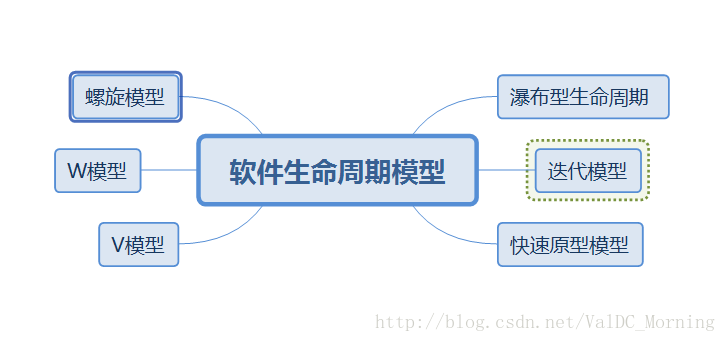 螺旋模型
瀑布型生命周期
W模型
软件生命周期模型
迭代模型
V模型
快速原型模型
http://blog.csdn.net/ValDC_Morning